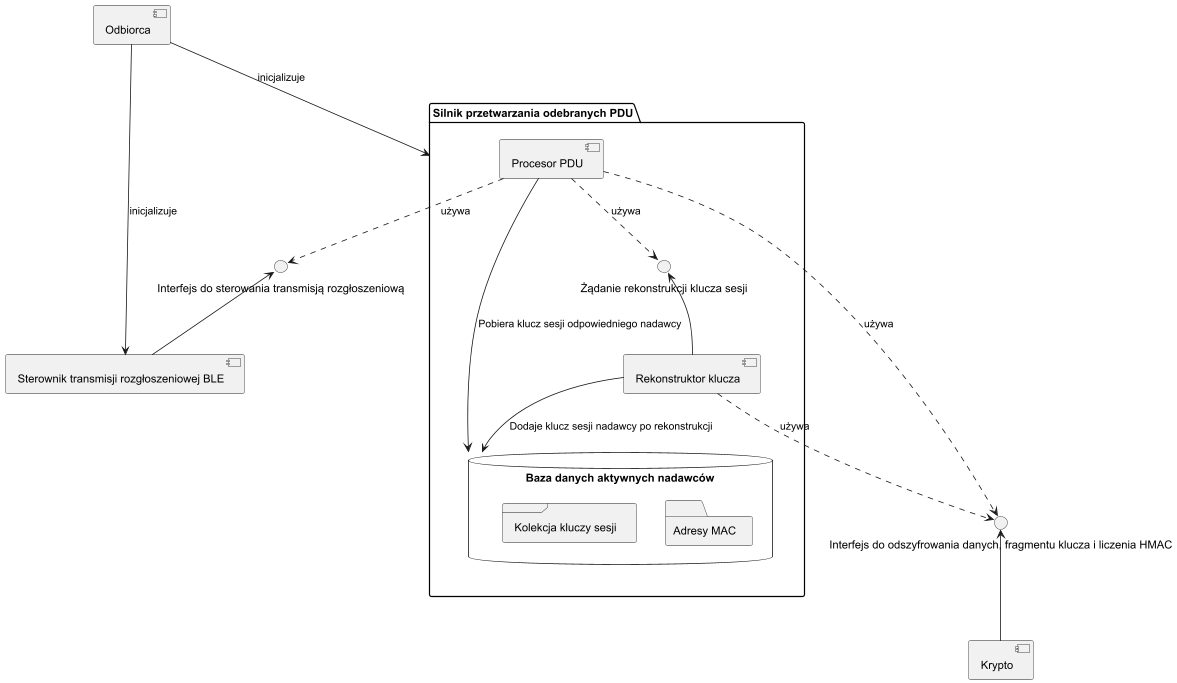 Odbiorca
inicjalizuje
Silnik przetwarzania odebranych PDU
Procesor PDU
inicjalizuje
używa
używa
Interfejs do sterowania transmisją rozgłoszeniową
Żądanie rekonstrukcji klucza sesji
Pobiera klucz sesji odpowiedniego nadawcy
używa
Sterownik transmisji rozgłoszeniowej BLE
Rekonstruktor klucza
Dodaje klucz sesji nadawcy po rekonstrukcji
używa
Baza danych aktywnych nadawców
Kolekcja kluczy sesji
Adresy MAC
Interfejs do odszyfrowania danych, fragmentu klucza i liczenia HMAC
Krypto